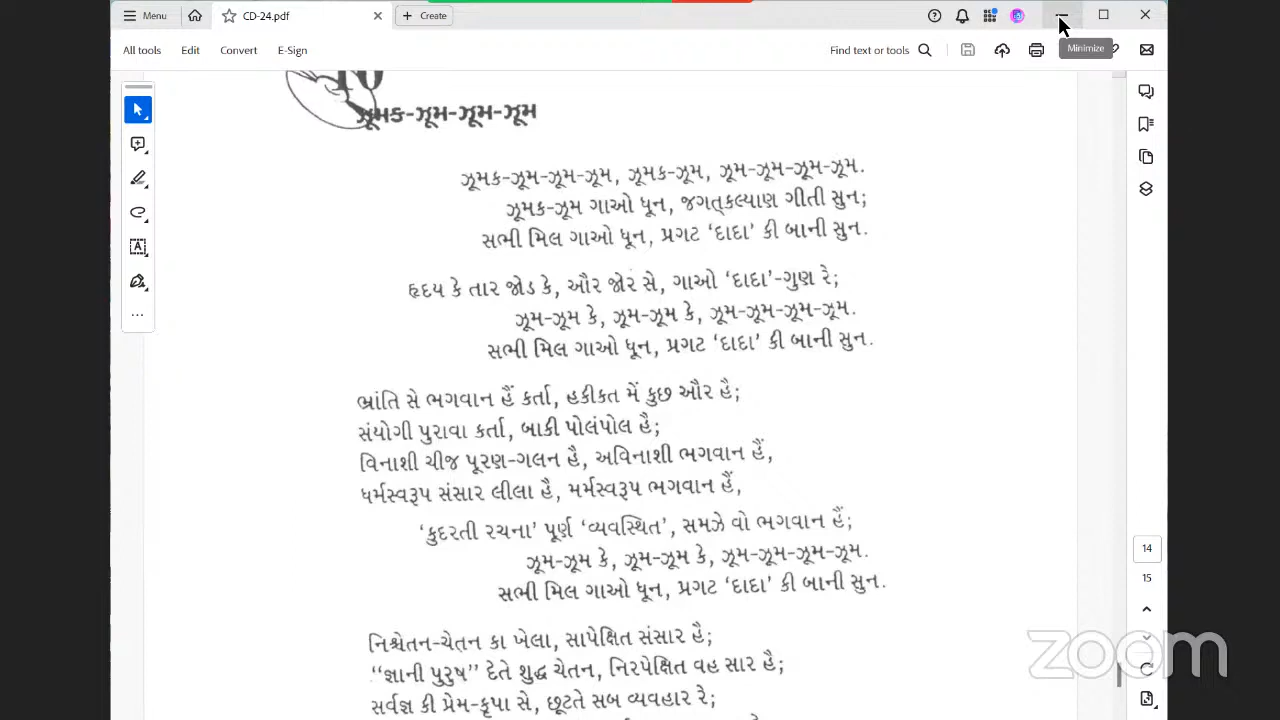 Menu
CD-24.pdf
Create
All tools Edit Convert E-Sign
Find text or tools
Minimize
10
ઝૂમક-ઝૂમ-ઝૂમ-ઝૂમ
ઝૂમક-ઝૂમ-ઝૂમ-ઝૂમ, ઝૂમક-ઝૂમ, ઝૂમ-ઝૂમ-ઝૂમ-ઝૂમ.
ઝૂમક-ઝૂમ ગાઓ ધૂન, જગત્કલ્યાણ ગીતી સુન;
સભી મિલ ગાઓ ધૂન, પ્રગટ ‘દાદા’ કી બાની સુન.
હૃદય કે તાર જોડ કે, ઔર જોર સે, ગાઓ ‘દાદા’-ગુણ રે;
ઝૂમ-ઝૂમ કે, ઝૂમ-ઝૂમ કે, ઝૂમ-ઝૂમ-ઝૂમ-ઝૂમ.
સભી મિલ ગાઓ ધૂન, પ્રગટ ‘દાદા’ કી બાની સુન.
ભ્રાંતિ સે ભગવાન હૈં કર્તા, હકીકત મેં કુછ ઔર હૈ;
સંયોગી પુરાવા કર્તા, બાકી પોલંપોલ હૈ;
વિનાશી ચીજ પૂરણ-ગલન હૈ, અવિનાશી ભગવાન હૈં,
ધર્મસ્વરૂપ સંસાર લીલા હૈ, મર્મસ્વરૂપ ભગવાન હૈં,
‘કુદરતી રચના’ પૂર્ણ ‘વ્યવસ્થિત’, સમઝે વો ભગવાન હૈં;
ઝૂમ-ઝૂમ કે, ઝૂમ-ઝૂમ કે, ઝૂમ-ઝૂમ-ઝૂમ-ઝૂમ.
સભી મિલ ગાઓ ધૂન, પ્રગટ ‘દાદા’ કી બાની સુન.
નિશ્ચેતન-ચેતન કા ખેલા, સાપેક્ષિત સંસાર હૈ;
“જ્ઞાની પુરુષ” દેતે શુદ્ધ ચેતન, નિરપેક્ષિત વહ સાર હૈ;
સર્વજ્ઞ કી પ્રેમ-કૃપા સે, છૂટતે સબ વ્યવહાર રે;
14
15
zoom